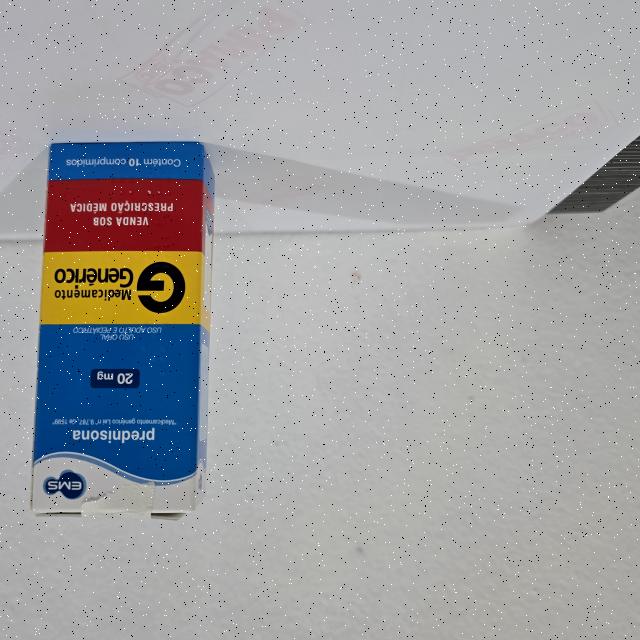 EMS
prednisona
"Medicamento genérico Lei nº 9.787, de 1999"
20 mg
USO ORAL
USO ADULTO E PEDIÁTRICO
G Medicamento
Genérico
VENDA SOB
PRESCRIÇÃO MÉDICA
Contém 10 comprimidos